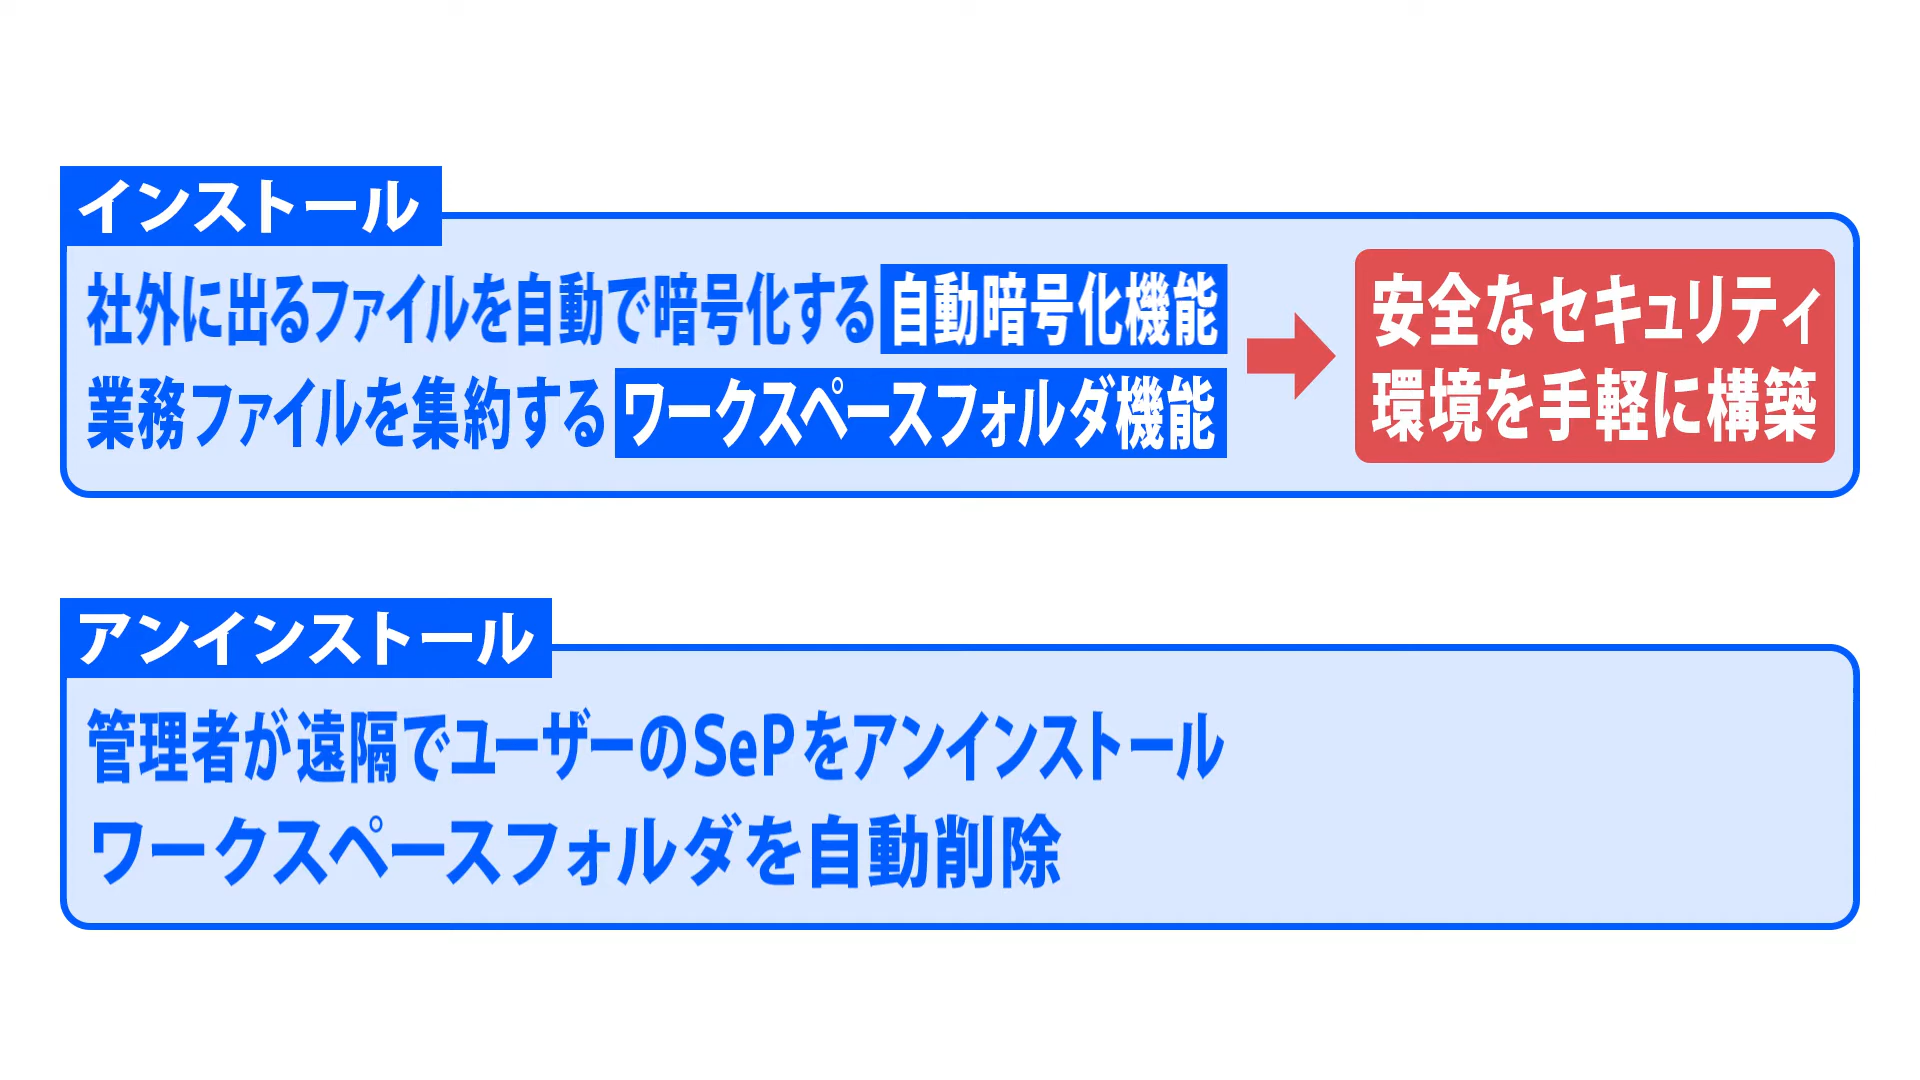 インストール
社外に出るファイルを自動で暗号化する自動暗号化機能
業務ファイルを集約するワークスペースフォルダ機能
安全なセキュリティ
環境を手軽に構築
アンインストール
管理者が遠隔でユーザーのSePをアンインストール
ワークスペースフォルダを自動削除